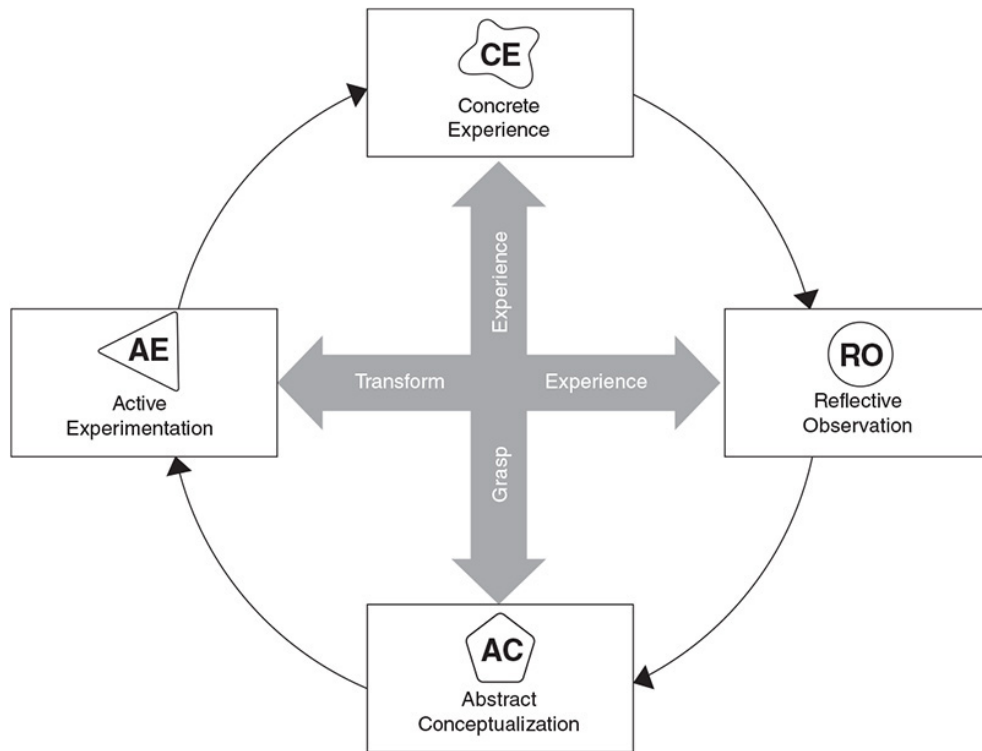 CE
Concrete
Experience
Experience
AE
Active
Experimentation
Transform
Experience
RO
Reflective
Observation
Grasp
AC
Abstract
Conceptualization